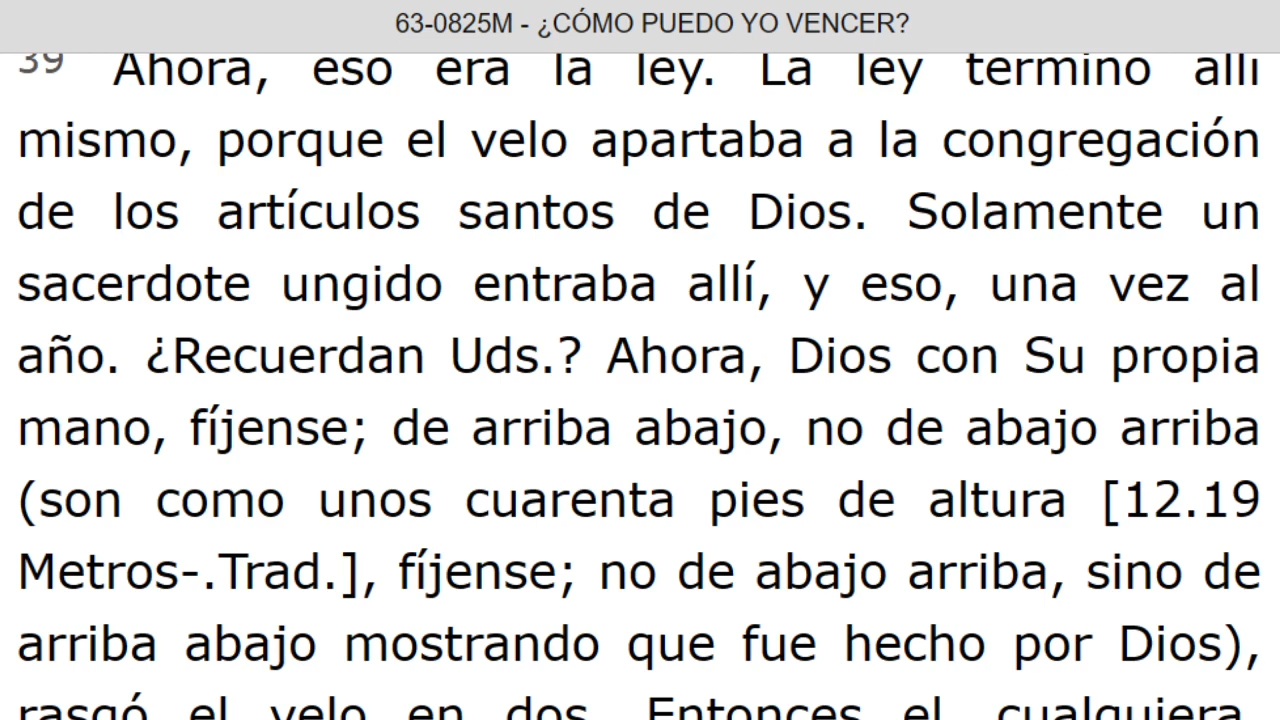 63-0825M - ¿CÓMO PUEDO YO VENCER?
39 Ahora, eso era la ley. La ley terminó allí
mismo, porque el velo apartaba a la congregación
de los artículos santos de Dios. Solamente un
sacerdote ungido entraba allí, y eso, una vez al
año. ¿Recuerdan Uds.? Ahora, Dios con Su propia
mano, fíjense; de arriba abajo, no de abajo arriba
(son como unos cuarenta pies de altura [12.19
Metros-.Trad.], fíjense; no de abajo arriba, sino de
arriba abajo mostrando que fue hecho por Dios),
rasgó el velo en dos. Entonces el cualquiera,